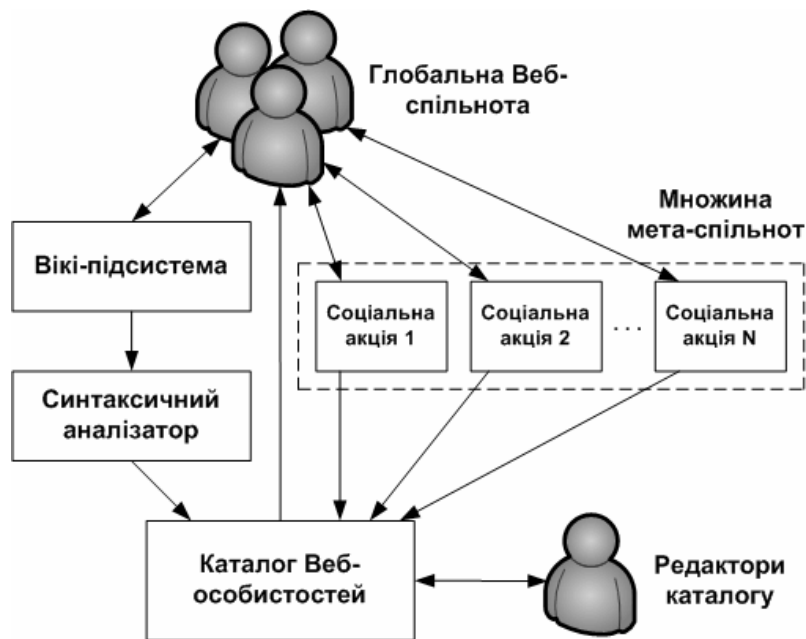 Глобальна Веб-
спільнота
Множина
мета-спільнот
Вікі-підсистема
Соціальна
акція 1
Соціальна
акція 2
. . .
Соціальна
акція N
Синтаксичний
аналізатор
Каталог Веб-
особистостей
Редактори
каталогу